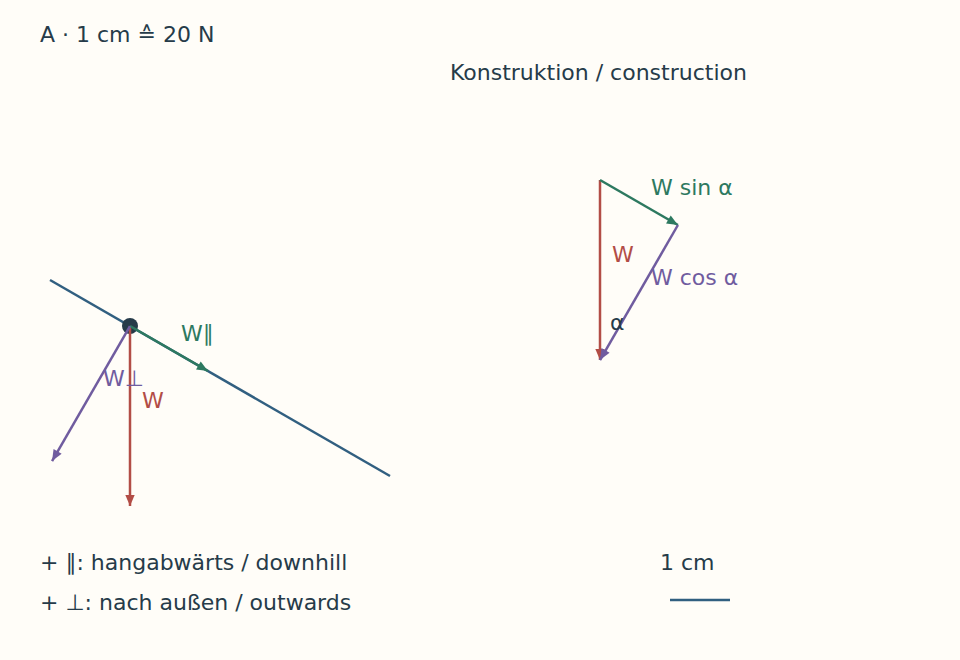 A · 1 cm ≙ 20 N
Konstruktion / construction
W sin α
W
W cos α
α
W∥
W⊥
W
+ ∥: hangabwärts / downhill
1 cm
+ ⊥: nach außen / outwards